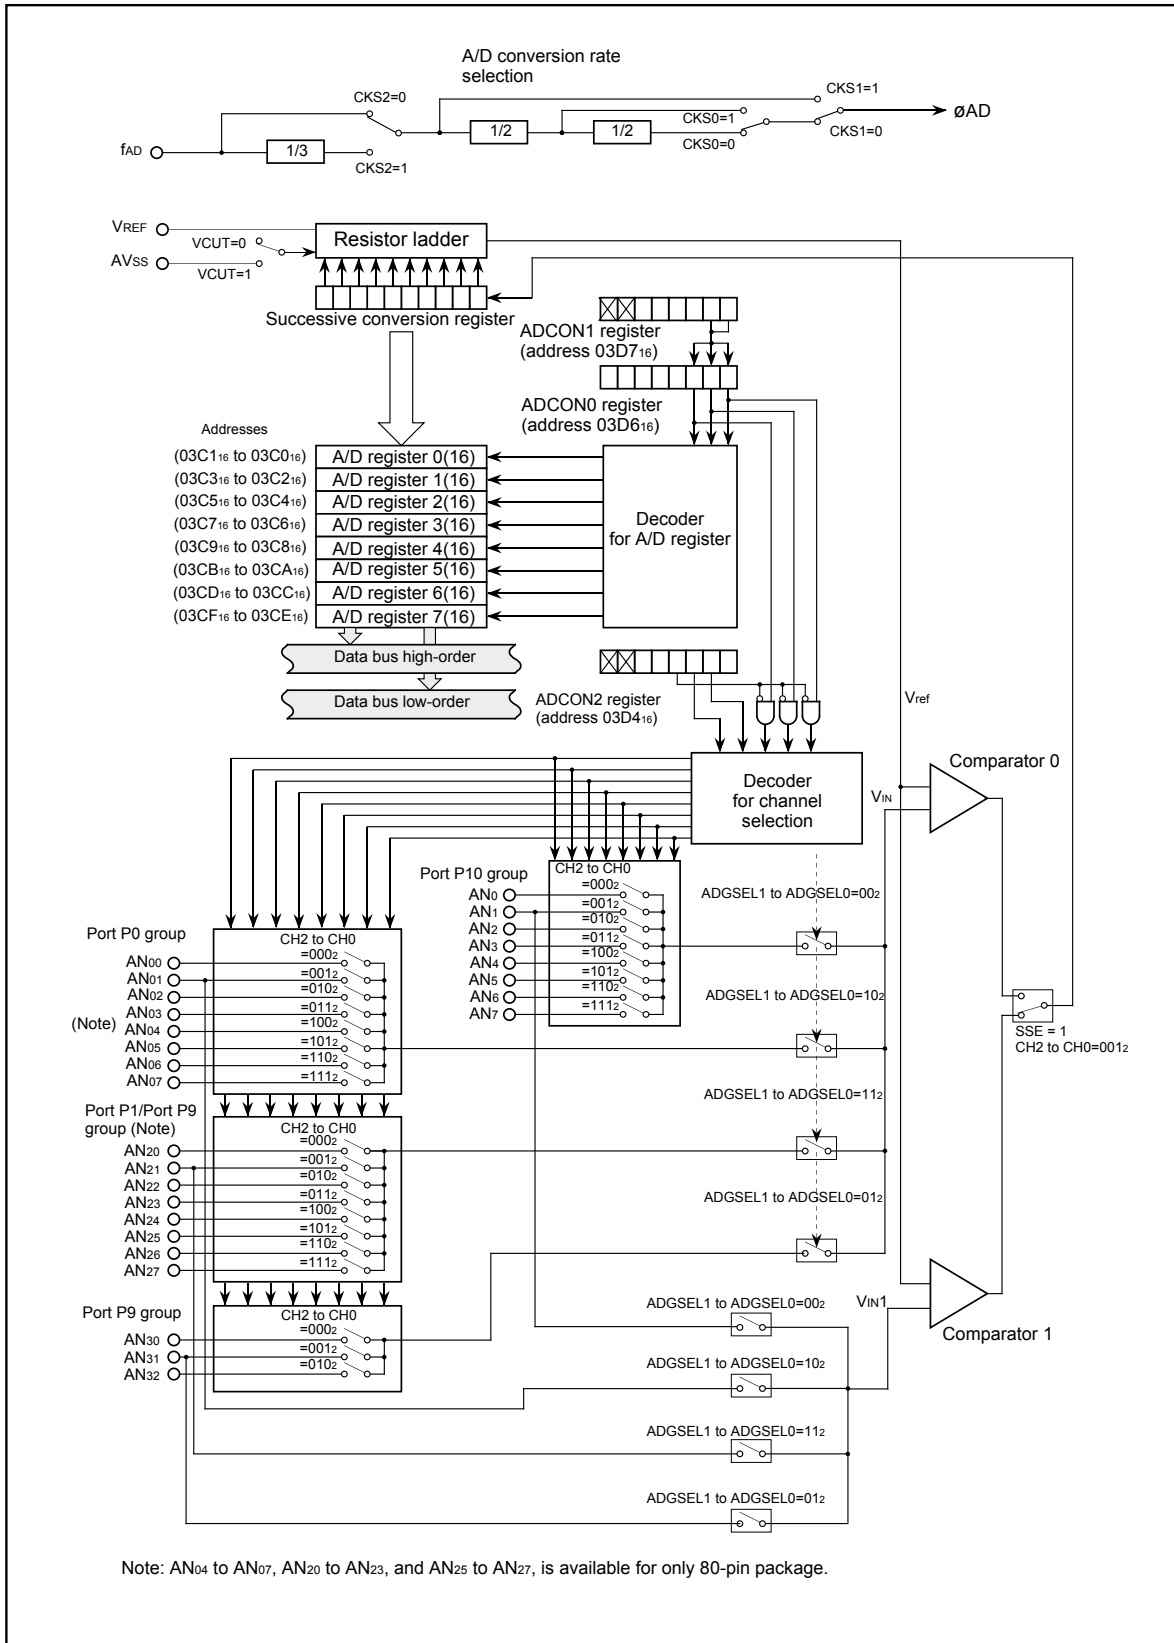 A/D conversion rate
selection
CKS2=0
CKS1=1
CKS0=1
øAD
1/2
1/2
CKS0=0
CKS1=0
fAD
1/3
CKS2=1
VREF
VCUT=0
Resistor ladder
AVSS
VCUT=1
Successive conversion register
ADCON1 register
(address 03D716)
ADCON0 register
(address 03D616)
Addresses
(03C116 to 03C016)
A/D register 0(16)
(03C316 to 03C216)
A/D register 1(16)
(03C516 to 03C416)
A/D register 2(16)
(03C716 to 03C616)
A/D register 3(16)
(03C916 to 03C816)
A/D register 4(16)
(03CB16 to 03CA16)
A/D register 5(16)
(03CD16 to 03CC16)
A/D register 6(16)
(03CF16 to 03CE16)
A/D register 7(16)
Decoder
for A/D register
Data bus high-order
Data bus low-order
ADCON2 register
(address 03D416)
Vref
Decoder
for channel
selection
Comparator 0
VIN
Port P10 group
CH2 to CH0
AN0
=0002
AN1
=0012
AN2
=0102
AN3
=0112
AN4
=1002
AN5
=1012
AN6
=1102
AN7
=1112
ADGSEL1 to ADGSEL0=002
ADGSEL1 to ADGSEL0=102
ADGSEL1 to ADGSEL0=112
ADGSEL1 to ADGSEL0=012
SSE = 1
CH2 to CH0=0012
Port P0 group
CH2 to CH0
AN00
=0002
AN01
=0012
AN02
=0102
AN03
=0112
(Note)
AN04
=1002
AN05
=1012
AN06
=1102
AN07
=1112
Port P1/Port P9
group (Note)
CH2 to CH0
AN20
=0002
AN21
=0012
AN22
=0102
AN23
=0112
AN24
=1002
AN25
=1012
AN26
=1102
AN27
=1112
Port P9 group
CH2 to CH0
AN30
=0002
AN31
=0012
AN32
=0102
VIN1
Comparator 1
ADGSEL1 to ADGSEL0=002
ADGSEL1 to ADGSEL0=102
ADGSEL1 to ADGSEL0=112
ADGSEL1 to ADGSEL0=012
Note: AN04 to AN07, AN20 to AN23, and AN25 to AN27, is available for only 80-pin package.